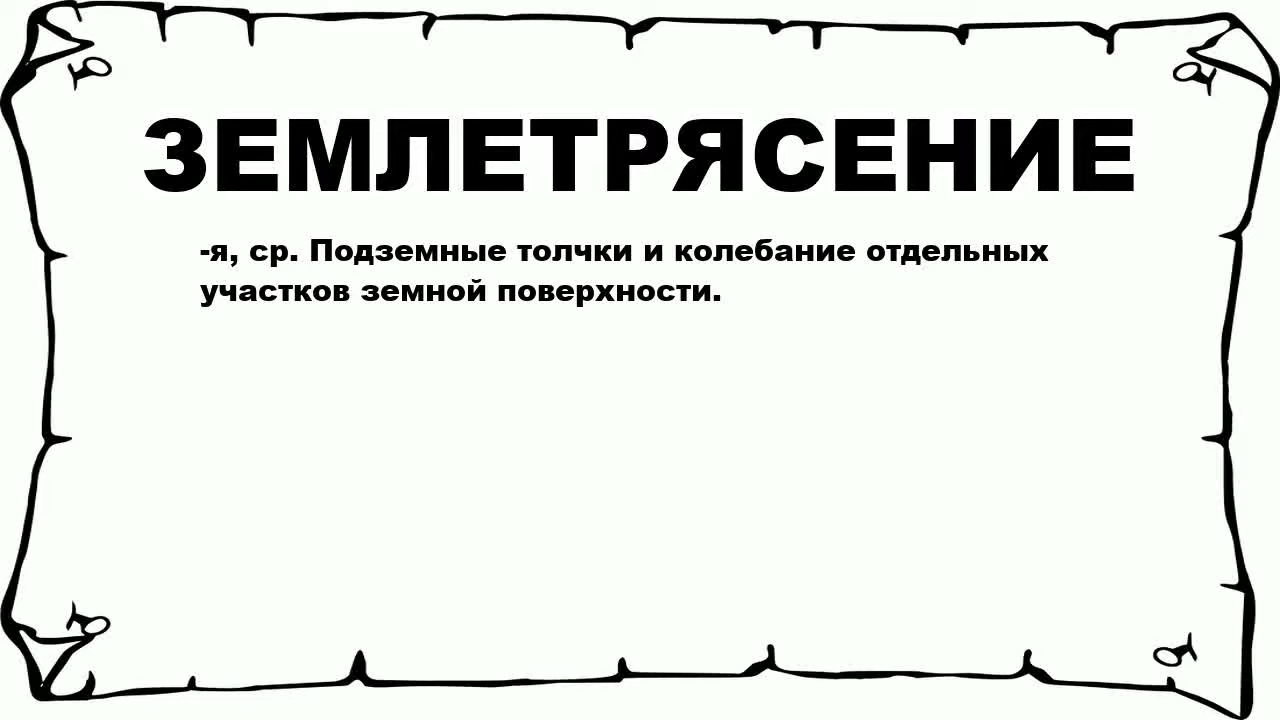 ЗЕМЛЕТРЯСЕНИЕ
-я, ср. Подземные толчки и колебание отдельных
участков земной поверхности.